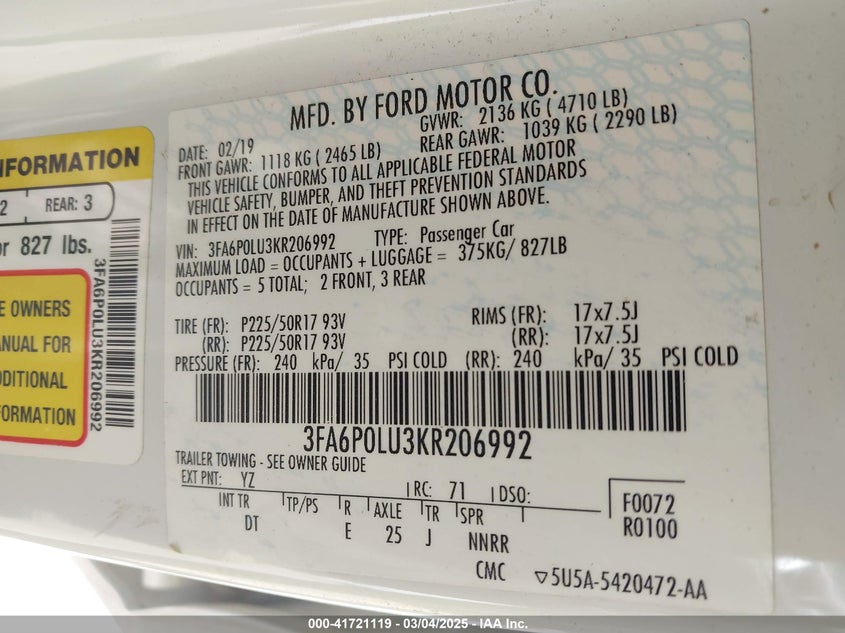 NFORMATION
2 REAR: 3
or 827 lbs.
E OWNERS
ANUAL FOR
DDITIONAL
FORMATION
3FA6P0LU3KR206992
MFD. BY FORD MOTOR CO.
DATE: 02/19 GVWR: 2136 KG ( 4710 LB)
FRONT GAWR: 1118 KG ( 2465 LB) REAR GAWR: 1039 KG ( 2290 LB)
THIS VEHICLE CONFORMS TO ALL APPLICABLE FEDERAL MOTOR
VEHICLE SAFETY, BUMPER, AND THEFT PREVENTION STANDARDS
IN EFFECT ON THE DATE OF MANUFACTURE SHOWN ABOVE.
VIN: 3FA6P0LU3KR206992 TYPE: Passenger Car
MAXIMUM LOAD = OCCUPANTS + LUGGAGE = 375KG/ 827LB
OCCUPANTS = 5 TOTAL; 2 FRONT, 3 REAR
TIRE (FR): P225/50R17 93V RIMS (FR): 17x7.5J
(RR): P225/50R17 93V (RR): 17x7.5J
PRESSURE (FR): 240 kPa/ 35 PSI COLD (RR): 240 kPa/ 35 PSI COLD
3FA6P0LU3KR206992
TRAILER TOWING - SEE OWNER GUIDE
EXT PNT: YZ RC: 71 DSO:
INT TR TP/PS R AXLE TR SPR F0072
DT E 25 J NNRR R0100
CMC ▽5U5A-5420472-AA
000-41721119 - 03/04/2025 - IAA Inc.